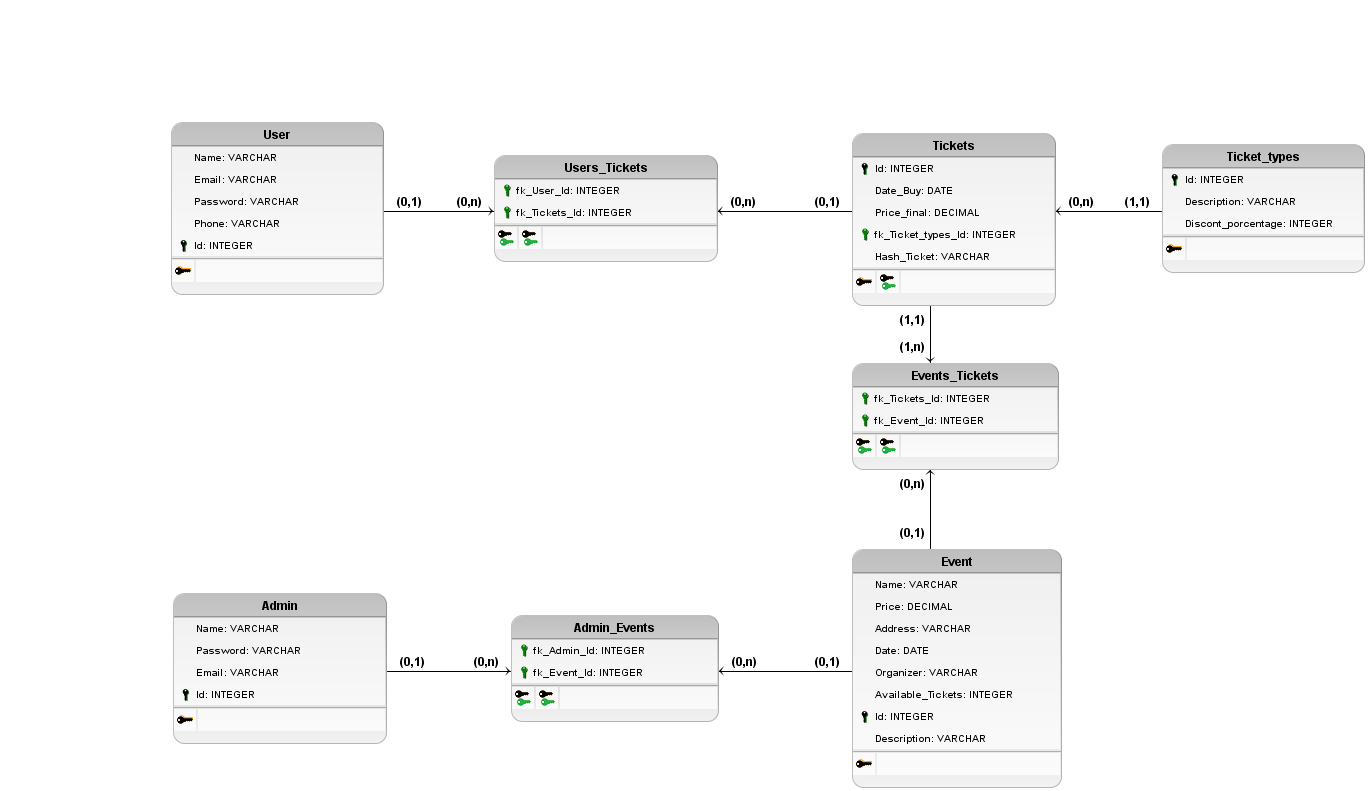 User
Name: VARCHAR
Email: VARCHAR
Password: VARCHAR
Phone: VARCHAR
Id: INTEGER
(0,1)
(0,n)
Users_Tickets
fk_User_Id: INTEGER
fk_Tickets_Id: INTEGER
(0,n)
(0,1)
Tickets
Id: INTEGER
Date_Buy: DATE
Price_final: DECIMAL
fk_Ticket_types_Id: INTEGER
Hash_Ticket: VARCHAR
(0,n)
(1,1)
Ticket_types
Id: INTEGER
Description: VARCHAR
Discont_porcentage: INTEGER
(1,1)
(1,n)
Events_Tickets
fk_Tickets_Id: INTEGER
fk_Event_Id: INTEGER
(0,n)
(0,1)
Admin
Name: VARCHAR
Password: VARCHAR
Email: VARCHAR
Id: INTEGER
(0,1)
(0,n)
Admin_Events
fk_Admin_Id: INTEGER
fk_Event_Id: INTEGER
(0,n)
(0,1)
Event
Name: VARCHAR
Price: DECIMAL
Address: VARCHAR
Date: DATE
Organizer: VARCHAR
Available_Tickets: INTEGER
Id: INTEGER
Description: VARCHAR